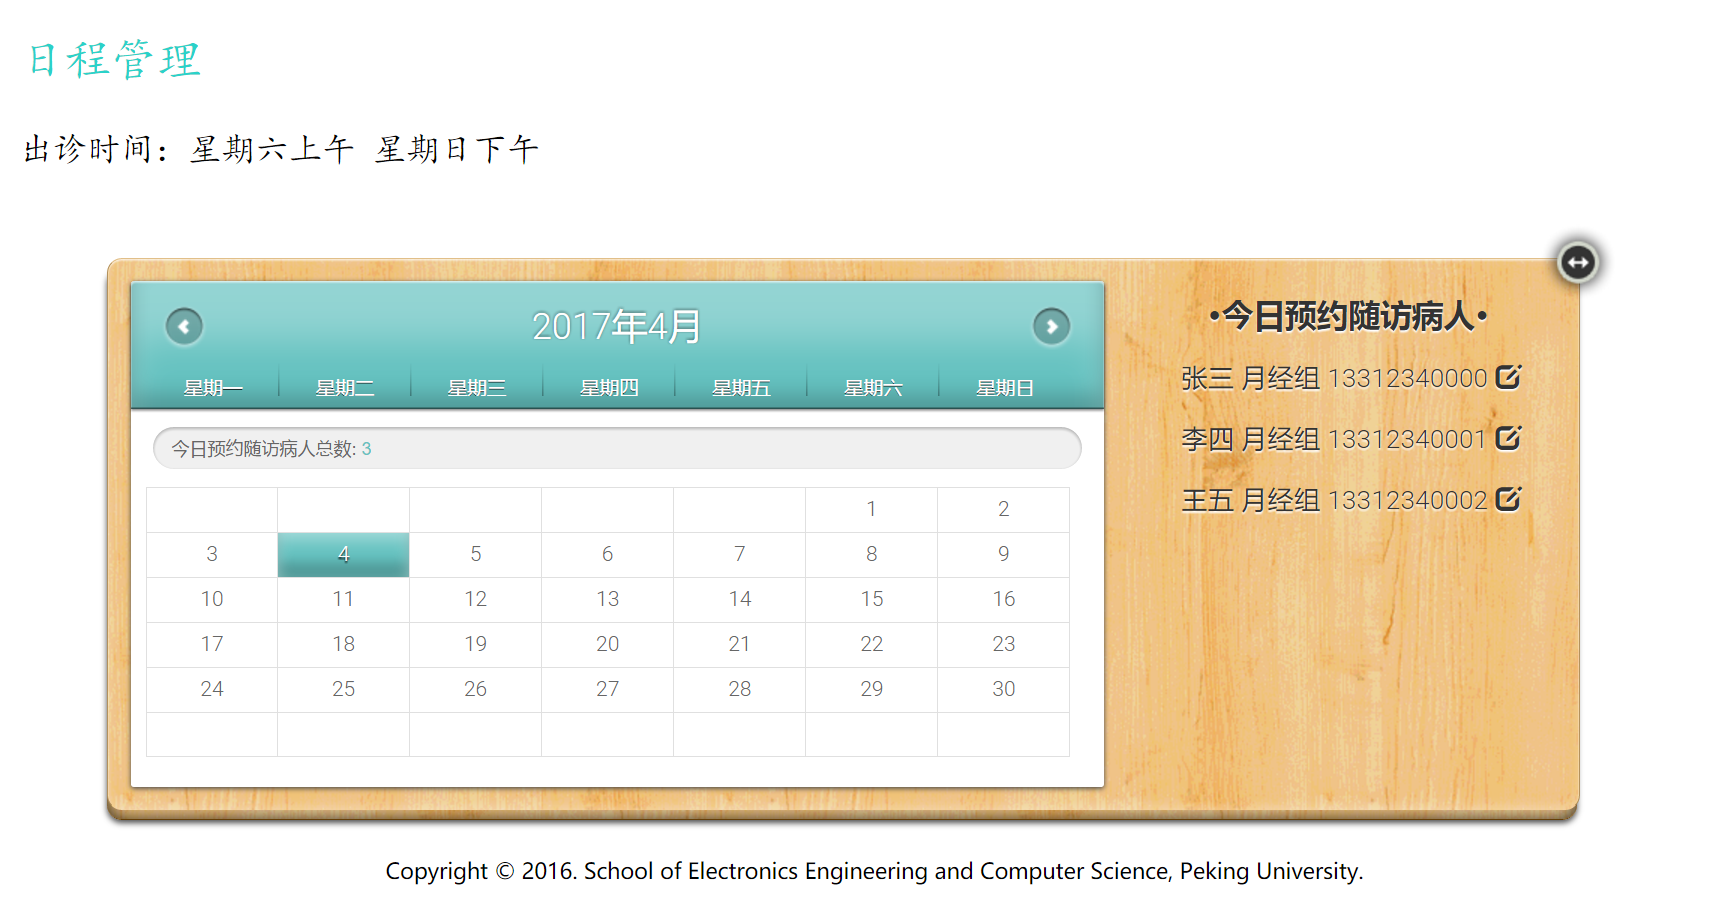 日程管理
出诊时间：星期六上午 星期日下午
2017年4月
星期一 星期二 星期三 星期四 星期五 星期六 星期日
今日预约随访病人总数: 3
1 2
3 4 5 6 7 8 9
10 11 12 13 14 15 16
17 18 19 20 21 22 23
24 25 26 27 28 29 30
•今日预约随访病人•
张三 月经组 13312340000
李四 月经组 13312340001
王五 月经组 13312340002
Copyright © 2016. School of Electronics Engineering and Computer Science, Peking University.